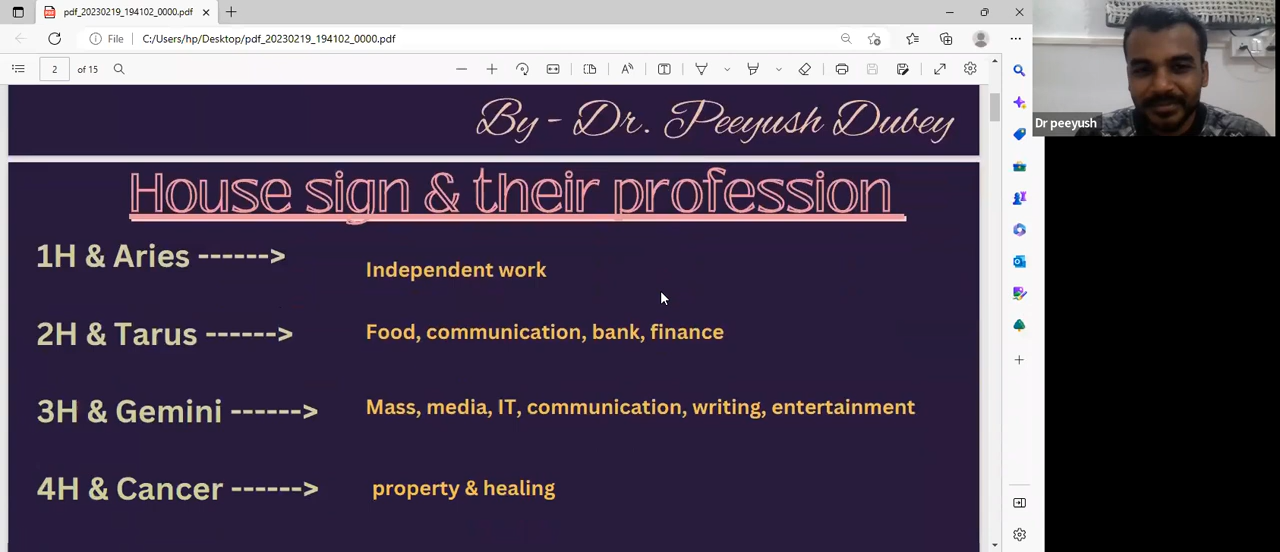 pdf_20230219_194102_0000.pdf
File
C:/Users/hp/Desktop/pdf_20230219_194102_0000.pdf
2 of 15
By - Dr. Peeyush Dubey
Dr peeyush
House sign & their profession
1H & Aries ------>
Independent work
2H & Tarus ------>
Food, communication, bank, finance
3H & Gemini ------>
Mass, media, IT, communication, writing, entertainment
4H & Cancer ------>
property & healing